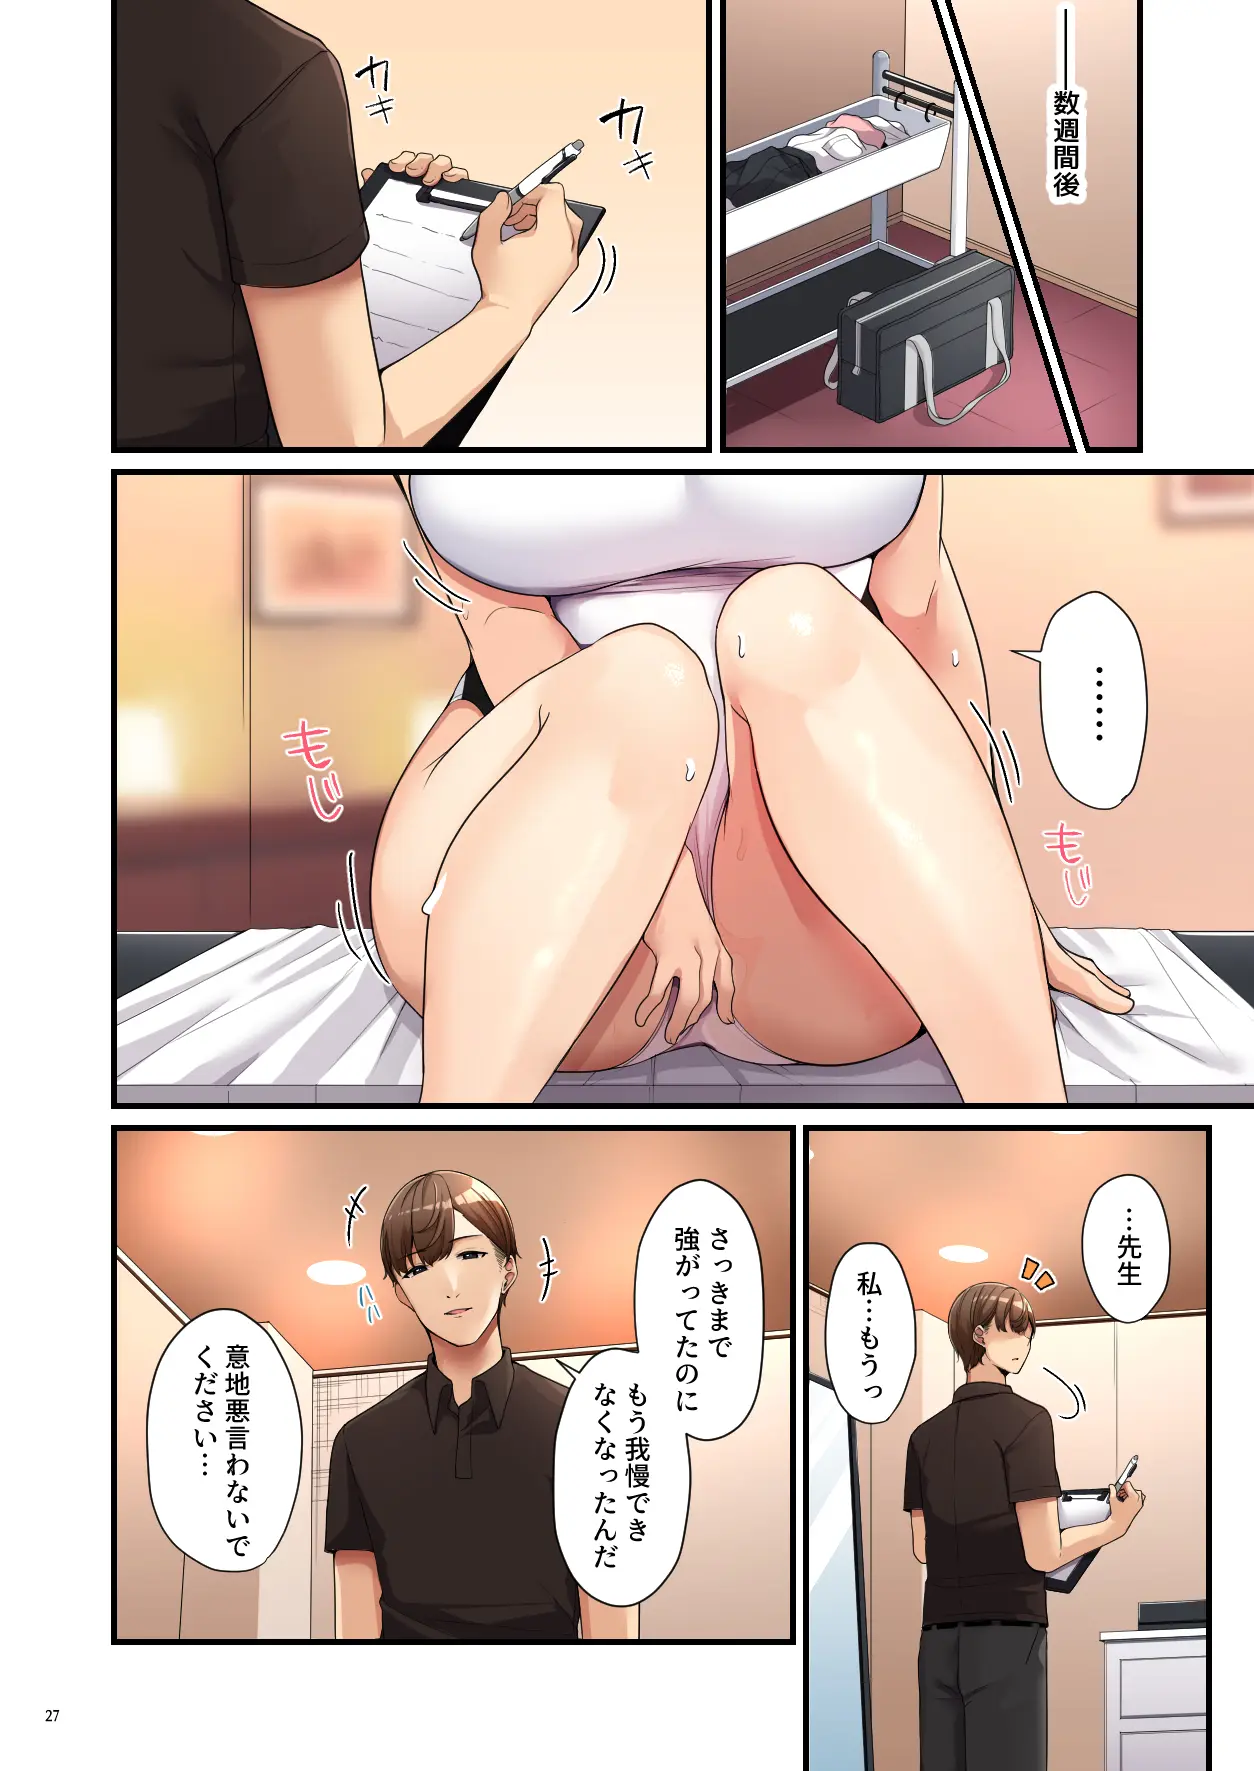 ――数週間後
カキ
カキ
……
もじ
もじ
…先生
私…もうっ
さっきまで
強がってたのに
もう我慢でき
なくなったんだ
意地悪言わないで
ください…
27